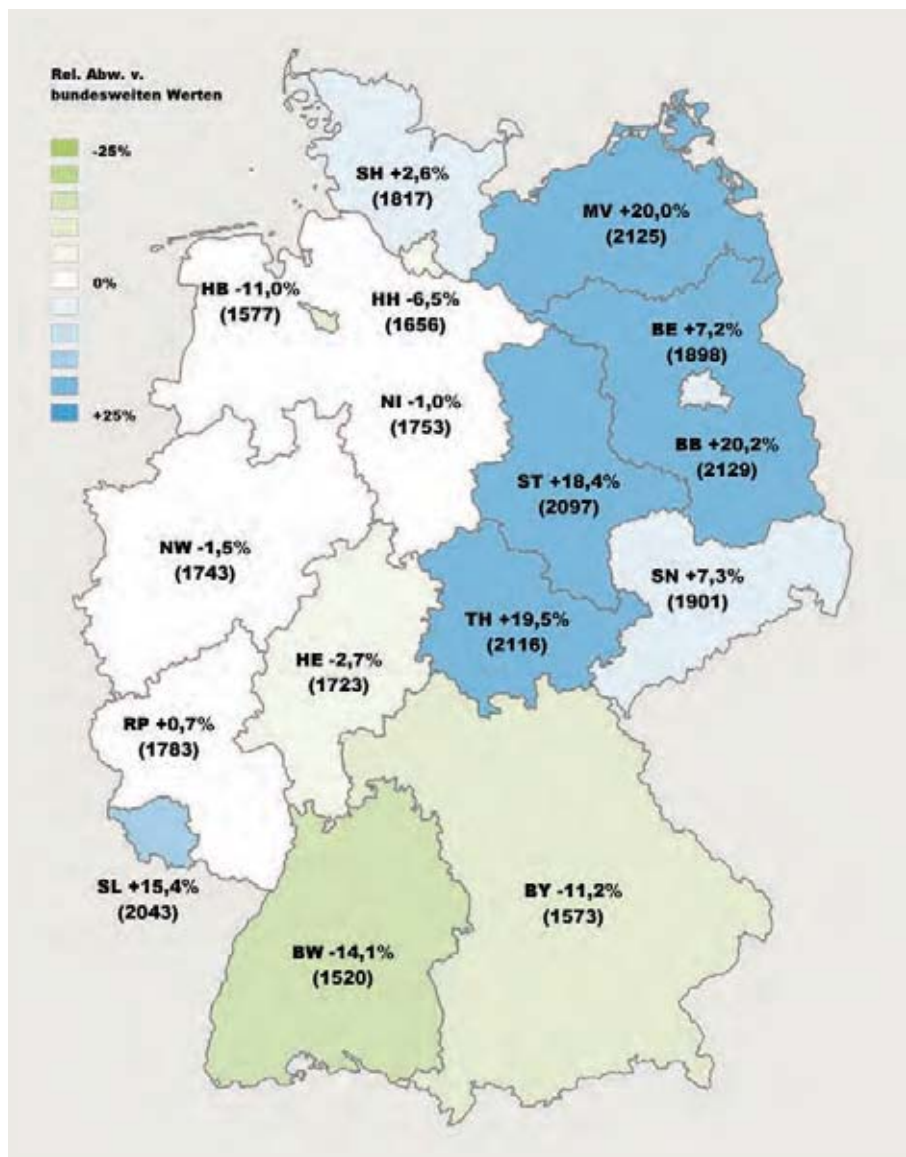 Rel. Abw. v.
bundesweiten Werten
-25%
0%
+25%
SH +2,6%
(1817)
MV +20,0%
(2125)
HB -11,0%
(1577)
HH -6,5%
(1656)
BE +7,2%
(1898)
NI -1,0%
(1753)
BB +20,2%
(2129)
ST +18,4%
(2097)
NW -1,5%
(1743)
SN +7,3%
(1901)
TH +19,5%
(2116)
HE -2,7%
(1723)
RP +0,7%
(1783)
SL +15,4%
(2043)
BY -11,2%
(1573)
BW -14,1%
(1520)